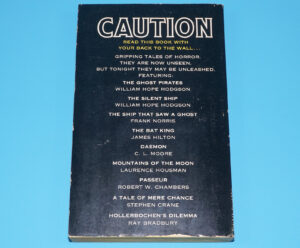 CAUTION
READ THIS BOOK WITH
YOUR BACK TO THE WALL...
GRIPPING TALES OF HORROR.
THEY ARE NOW UNSEEN,
BUT TONIGHT THEY MAY BE UNLEASHED.
FEATURING:
THE GHOST PIRATES
WILLIAM HOPE HODGSON
THE SILENT SHIP
WILLIAM HOPE HODGSON
THE SHIP THAT SAW A GHOST
FRANK NORRIS
THE RAT KING
JAMES HILTON
DAEMON
C. L. MOORE
MOUNTAINS OF THE MOON
LAURENCE HOUSMAN
PASSEUR
ROBERT W. CHAMBERS
A TALE OF MERE CHANCE
STEPHEN CRANE
HOLLERBOCHEN'S DILEMMA
RAY BRADBURY